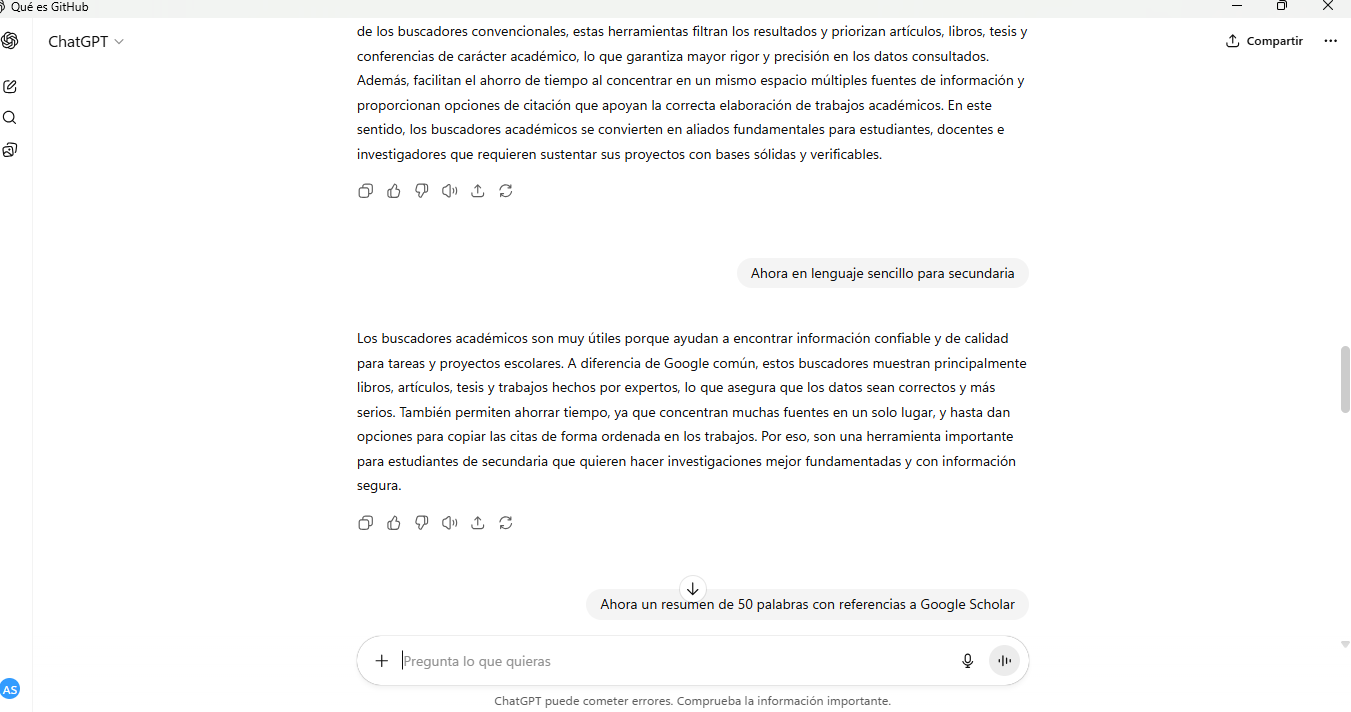 Qué es GitHub
ChatGPT
Compartir
de los buscadores convencionales, estas herramientas filtran los resultados y priorizan artículos, libros, tesis y
conferencias de carácter académico, lo que garantiza mayor rigor y precisión en los datos consultados.
Además, facilitan el ahorro de tiempo al concentrar en un mismo espacio múltiples fuentes de información y
proporcionan opciones de citación que apoyan la correcta elaboración de trabajos académicos. En este
sentido, los buscadores académicos se convierten en aliados fundamentales para estudiantes, docentes e
investigadores que requieren sustentar sus proyectos con bases sólidas y verificables.
Ahora en lenguaje sencillo para secundaria
Los buscadores académicos son muy útiles porque ayudan a encontrar información confiable y de calidad
para tareas y proyectos escolares. A diferencia de Google común, estos buscadores muestran principalmente
libros, artículos, tesis y trabajos hechos por expertos, lo que asegura que los datos sean correctos y más
serios. También permiten ahorrar tiempo, ya que concentran muchas fuentes en un solo lugar, y hasta dan
opciones para copiar las citas de forma ordenada en los trabajos. Por eso, son una herramienta importante
para estudiantes de secundaria que quieren hacer investigaciones mejor fundamentadas y con información
segura.
Ahora un resumen de 50 palabras con referencias a Google Scholar
Pregunta lo que quieras
AS
ChatGPT puede cometer errores. Comprueba la información importante.